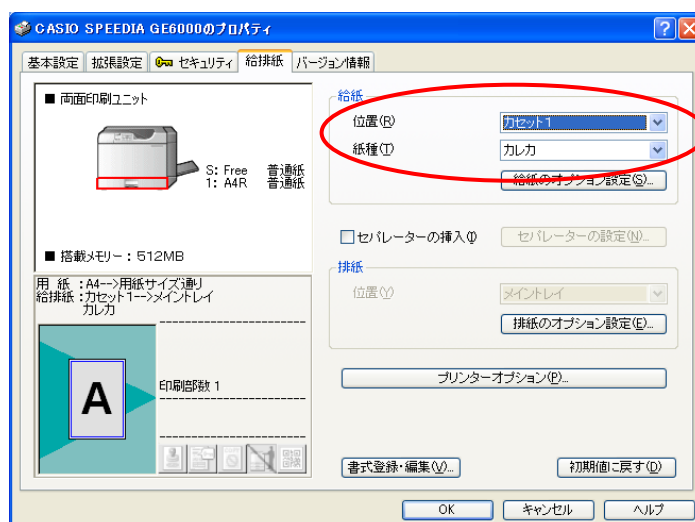 CASIO SPEEDIA GE6000のプロパティ
基本設定 拡張設定 セキュリティ 給排紙 バージョン情報
■ 両面印刷ユニット
S: Free 普通紙
1: A4R 普通紙
■ 搭載メモリー：512MB
用 紙 ：A4-->用紙サイズ通り
給排紙：カセット1-->メイントレイ
カレカ
A
印刷部数 1
給紙
位置(R) カセット1
紙種(T) カレカ
給紙のオプション設定(S)...
セパレーターの挿入(I) セパレーターの設定(N)...
排紙
位置(Y) メイントレイ
排紙のオプション設定(E)...
プリンターオプション(P)...
書式登録・編集(V)... 初期値に戻す(D)
OK キャンセル ヘルプ